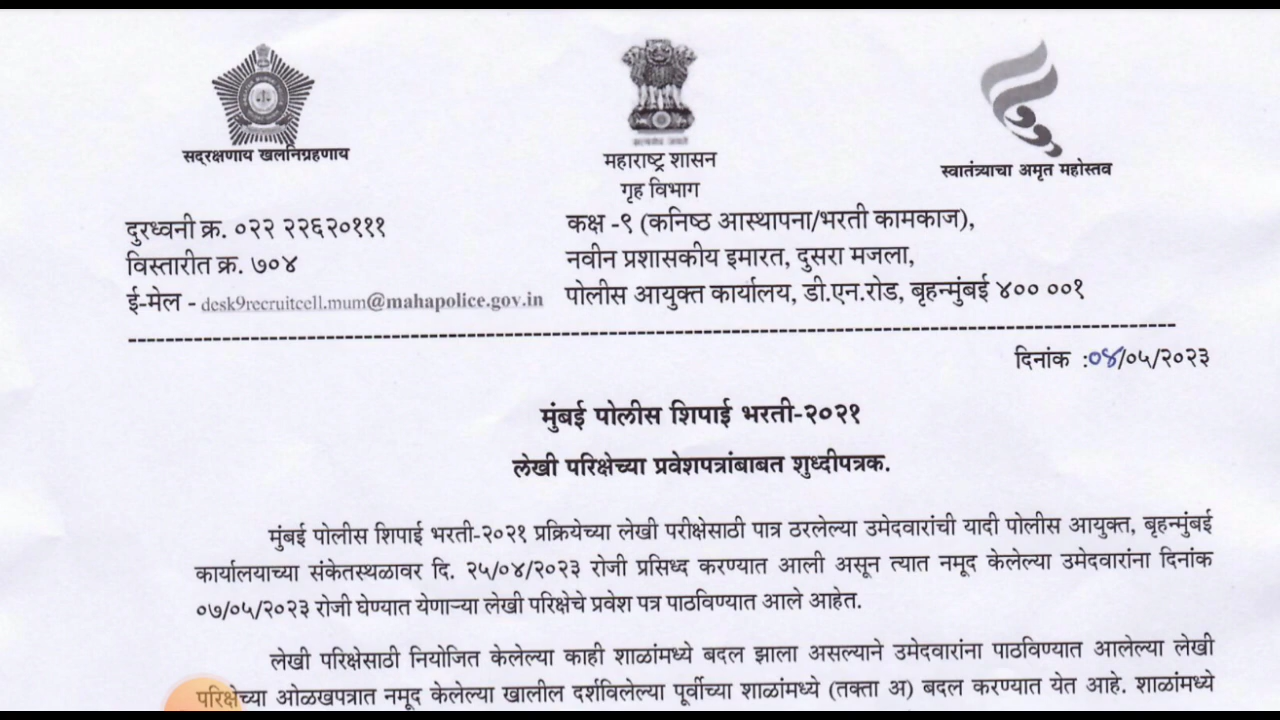 सद्रक्षणाय खलनिग्रहणाय
महाराष्ट्र शासन
गृह विभाग
स्वातंत्र्याचा अमृत महोस्तव
दुरध्वनी क्र. ०२२ २२६२०१११
विस्तारीत क्र. ७०४
ई-मेल - desk9recruitcell.mum@mahapolice.gov.in
कक्ष -९ (कनिष्ठ आस्थापना/भरती कामकाज),
नवीन प्रशासकीय इमारत, दुसरा मजला,
पोलीस आयुक्त कार्यालय, डी.एन.रोड, बृहन्मुंबई ४०० ००१
दिनांक :०४/०५/२०२३
मुंबई पोलीस शिपाई भरती-२०२१
लेखी परिक्षेच्या प्रवेशपत्रांबाबत शुध्दीपत्रक.
मुंबई पोलीस शिपाई भरती-२०२१ प्रक्रियेच्या लेखी परीक्षेसाठी पात्र ठरलेल्या उमेदवारांची यादी पोलीस आयुक्त, बृहन्मुंबई
कार्यालयाच्या संकेतस्थळावर दि. २५/०४/२०२३ रोजी प्रसिध्द करण्यात आली असून त्यात नमूद केलेल्या उमेदवारांना दिनांक
०७/०५/२०२३ रोजी घेण्यात येणाऱ्या लेखी परिक्षेचे प्रवेश पत्र पाठविण्यात आले आहेत.
लेखी परिक्षेसाठी नियोजित केलेल्या काही शाळांमध्ये बदल झाला असल्याने उमेदवारांना पाठविण्यात आलेल्या लेखी
परिक्षेच्या ओळखपत्रात नमूद केलेल्या खालील दर्शविलेल्या पूर्वीच्या शाळांमध्ये (तक्ता अ) बदल करण्यात येत आहे. शाळांमध्ये